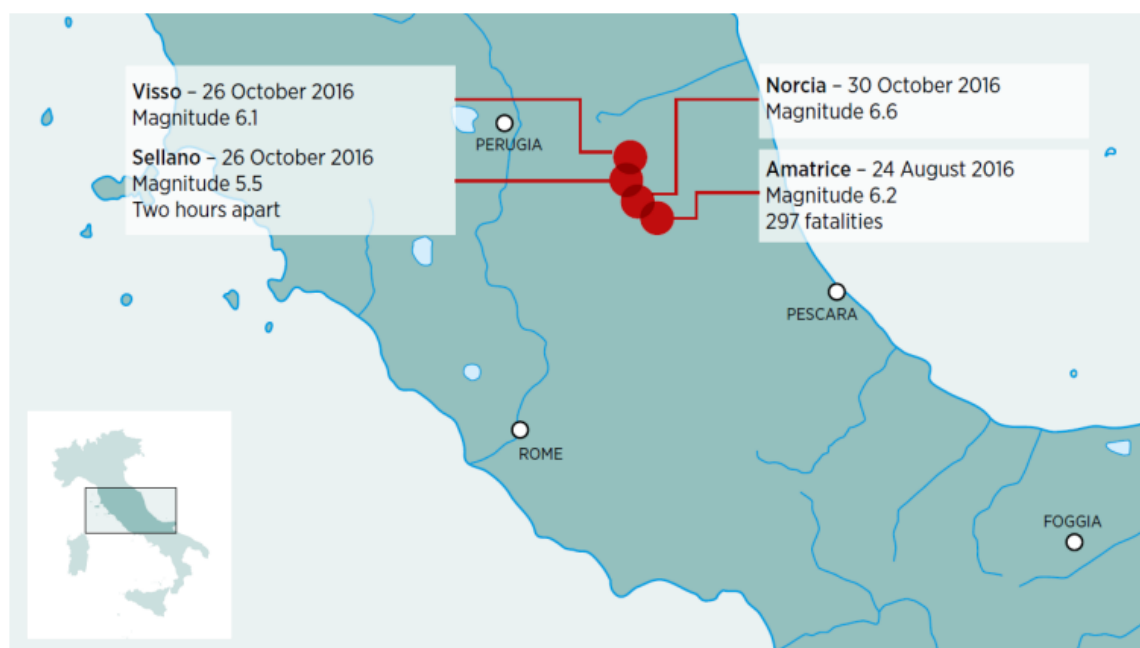 Visso – 26 October 2016
Magnitude 6.1
Sellano – 26 October 2016
Magnitude 5.5
Two hours apart
Norcia – 30 October 2016
Magnitude 6.6
Amatrice – 24 August 2016
Magnitude 6.2
297 fatalities
PERUGIA
PESCARA
ROME
FOGGIA